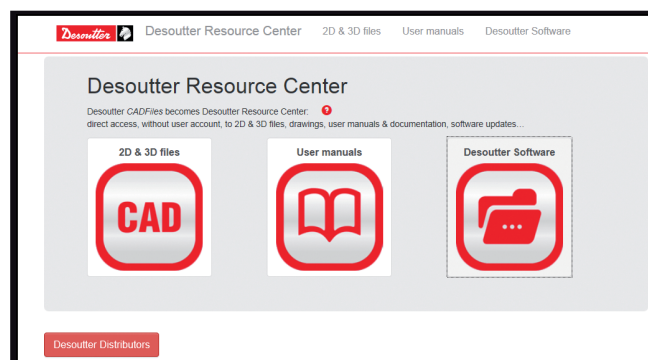 Desoutter Desoutter Resource Center 2D & 3D files User manuals Desoutter Software
Desoutter Resource Center
Desoutter CADFiles becomes Desoutter Resource Center: ?
direct access, without user account, to 2D & 3D files, drawings, user manuals & documentation, software updates…
2D & 3D files User manuals Desoutter Software
CAD
Desoutter Distributors